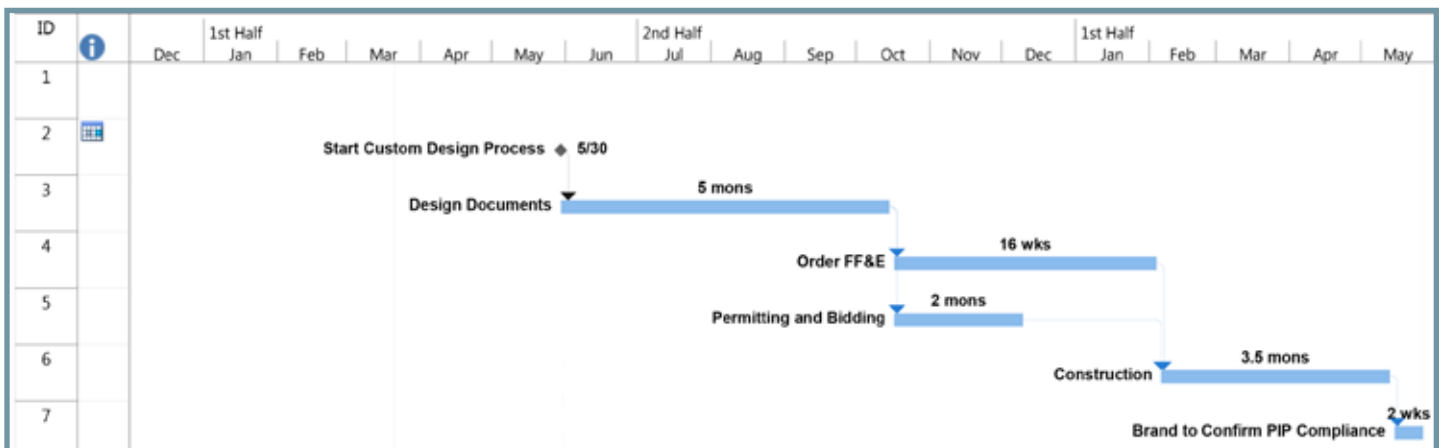 ID
1st Half 2nd Half 1st Half
Dec Jan Feb Mar Apr May Jun Jul Aug Sep Oct Nov Dec Jan Feb Mar Apr May
1
2
Start Custom Design Process 5/30
3
5 mons
Design Documents
4
16 wks
Order FF&E
5
2 mons
Permitting and Bidding
6
3.5 mons
Construction
7
2 wks
Brand to Confirm PIP Compliance